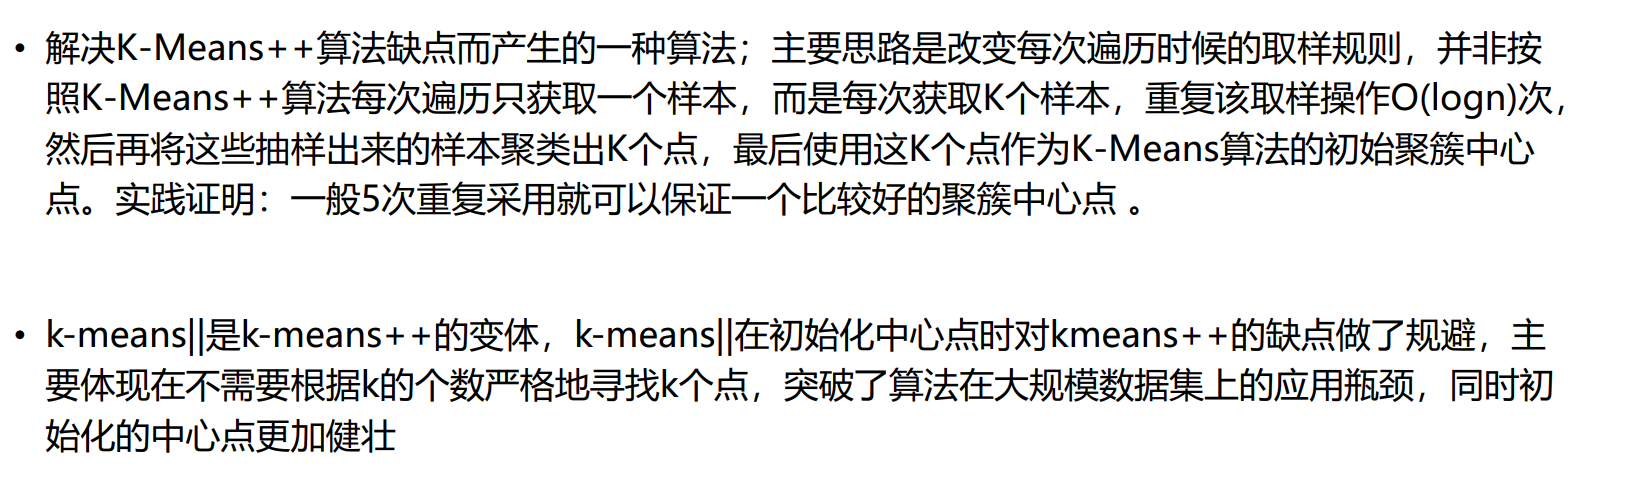 • 解决K-Means++算法缺点而产生的一种算法；主要思路是改变每次遍历时候的取样规则，并非按
照K-Means++算法每次遍历只获取一个样本，而是每次获取K个样本，重复该取样操作O(logn)次，
然后再将这些抽样出来的样本聚类出K个点，最后使用这K个点作为K-Means算法的初始聚簇中心
点。实践证明：一般5次重复采用就可以保证一个比较好的聚簇中心点 。
• k-means||是k-means++的变体，k-means||在初始化中心点时对kmeans++的缺点做了规避，主
要体现在不需要根据k的个数严格地寻找k个点，突破了算法在大规模数据集上的应用瓶颈，同时初
始化的中心点更加健壮